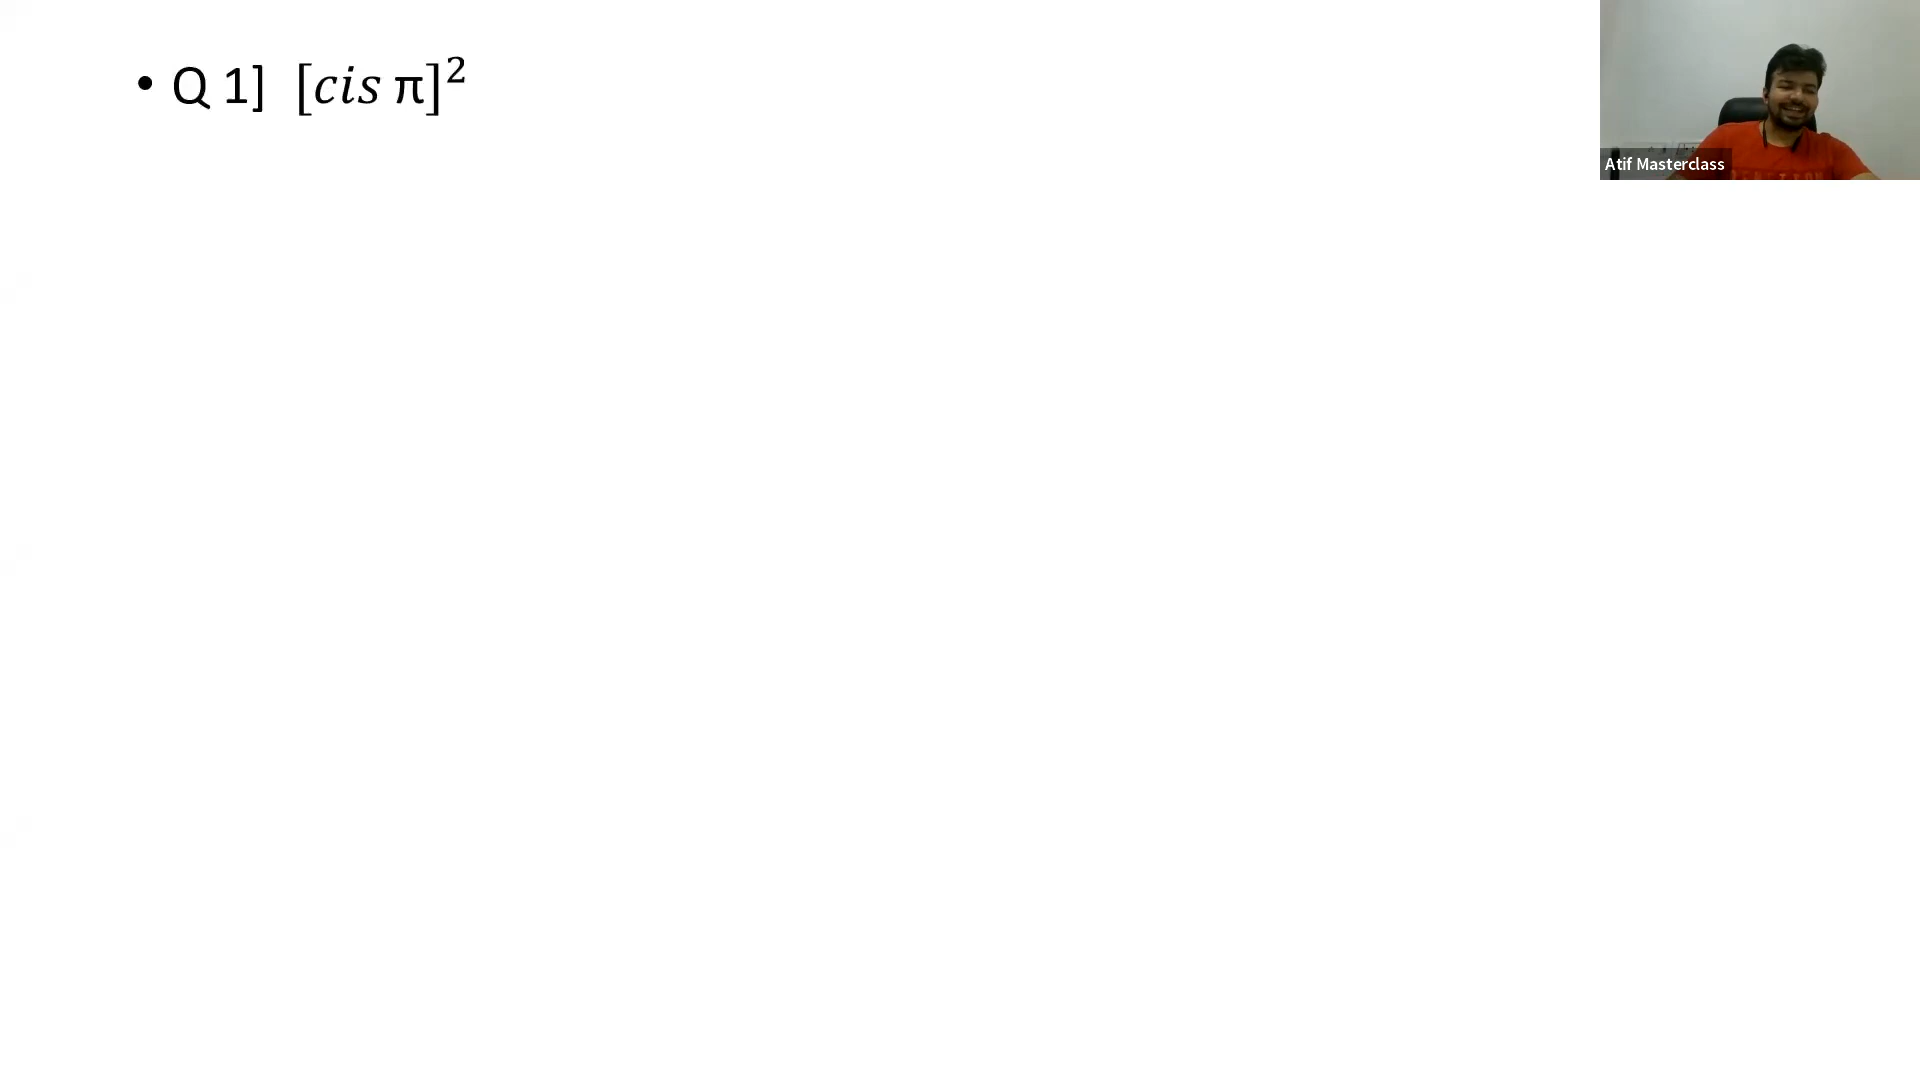 • Q 1] [cis π]²
Atif Masterclass